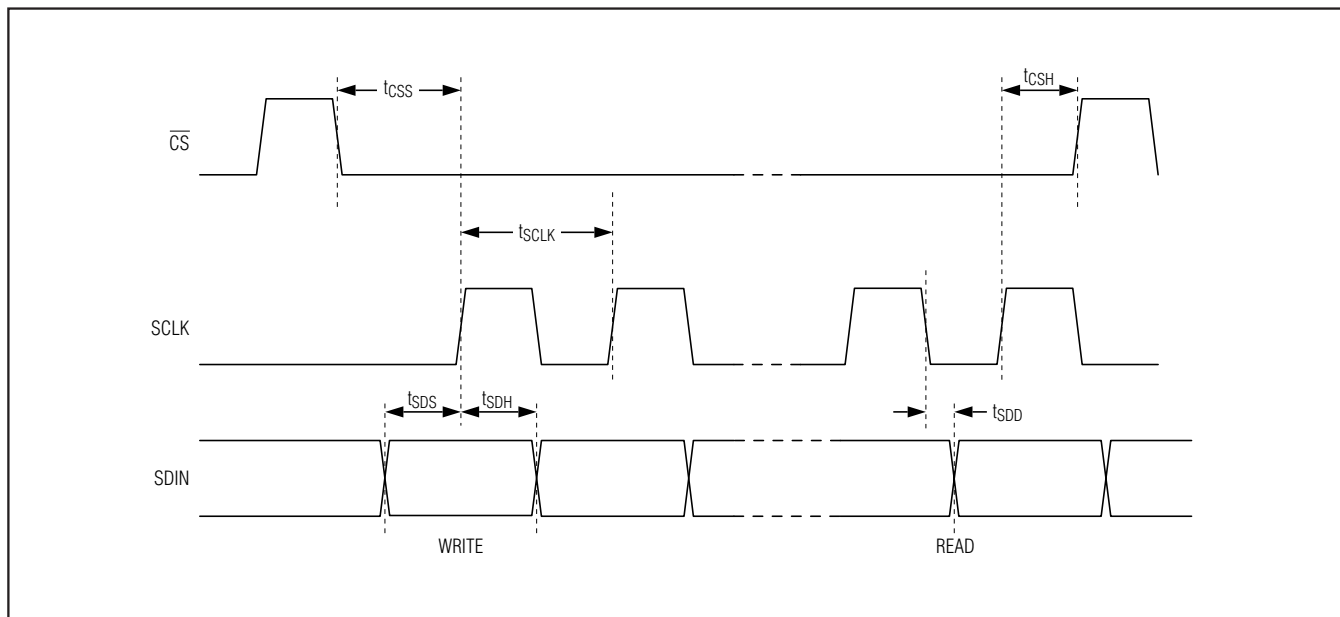 tCSS
tCSH
CS
tSCLK
SCLK
tSDS
tSDH
tSDD
SDIN
WRITE
READ